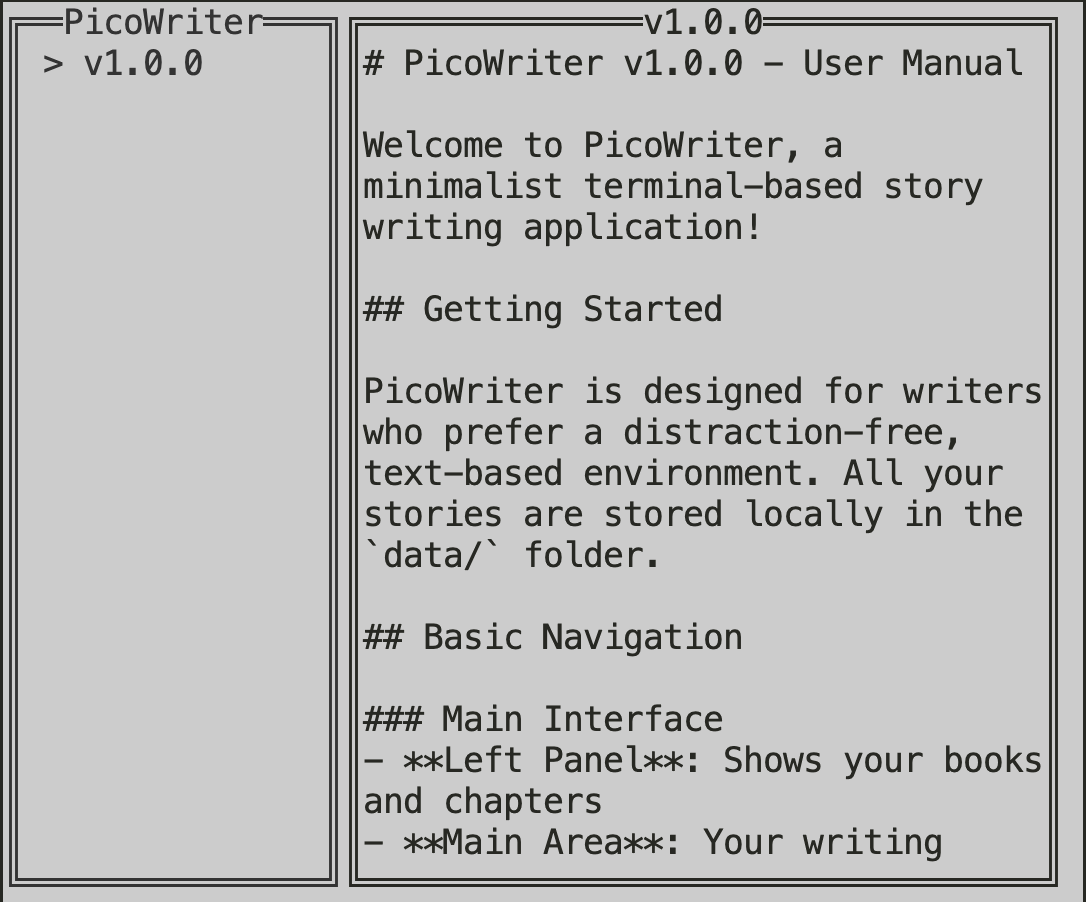 PicoWriter
> v1.0.0
v1.0.0
# PicoWriter v1.0.0 – User Manual
Welcome to PicoWriter, a
minimalist terminal-based story
writing application!
## Getting Started
PicoWriter is designed for writers
who prefer a distraction-free,
text-based environment. All your
stories are stored locally in the
`data/` folder.
## Basic Navigation
### Main Interface
- **Left Panel**: Shows your books
and chapters
- **Main Area**: Your writing